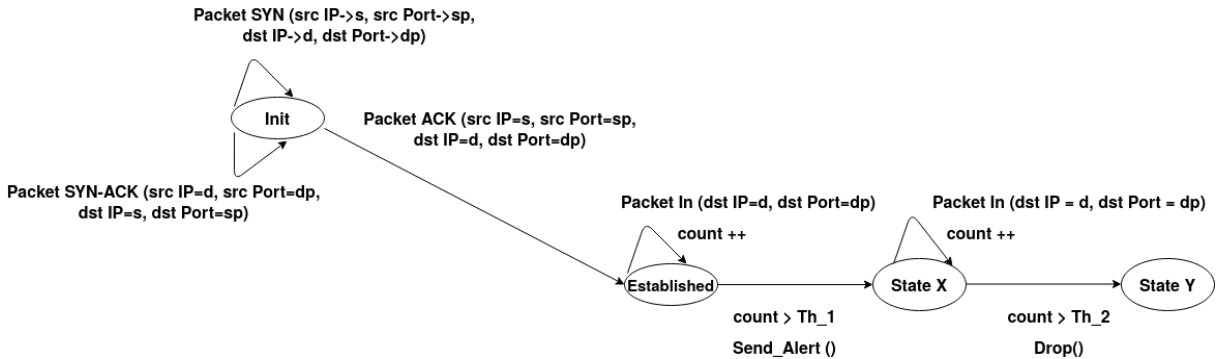 Packet SYN (src IP->s, src Port->sp,
dst IP->d, dst Port->dp)
Init
Packet ACK (src IP=s, src Port=sp,
dst IP=d, dst Port=dp)
Packet SYN-ACK (src IP=d, src Port=dp,
dst IP=s, dst Port=sp)
Packet In (dst IP=d, dst Port=dp)
count ++
Packet In (dst IP = d, dst Port = dp)
count ++
Established
State X
State Y
count > Th_1
Send_Alert ()
count > Th_2
Drop()